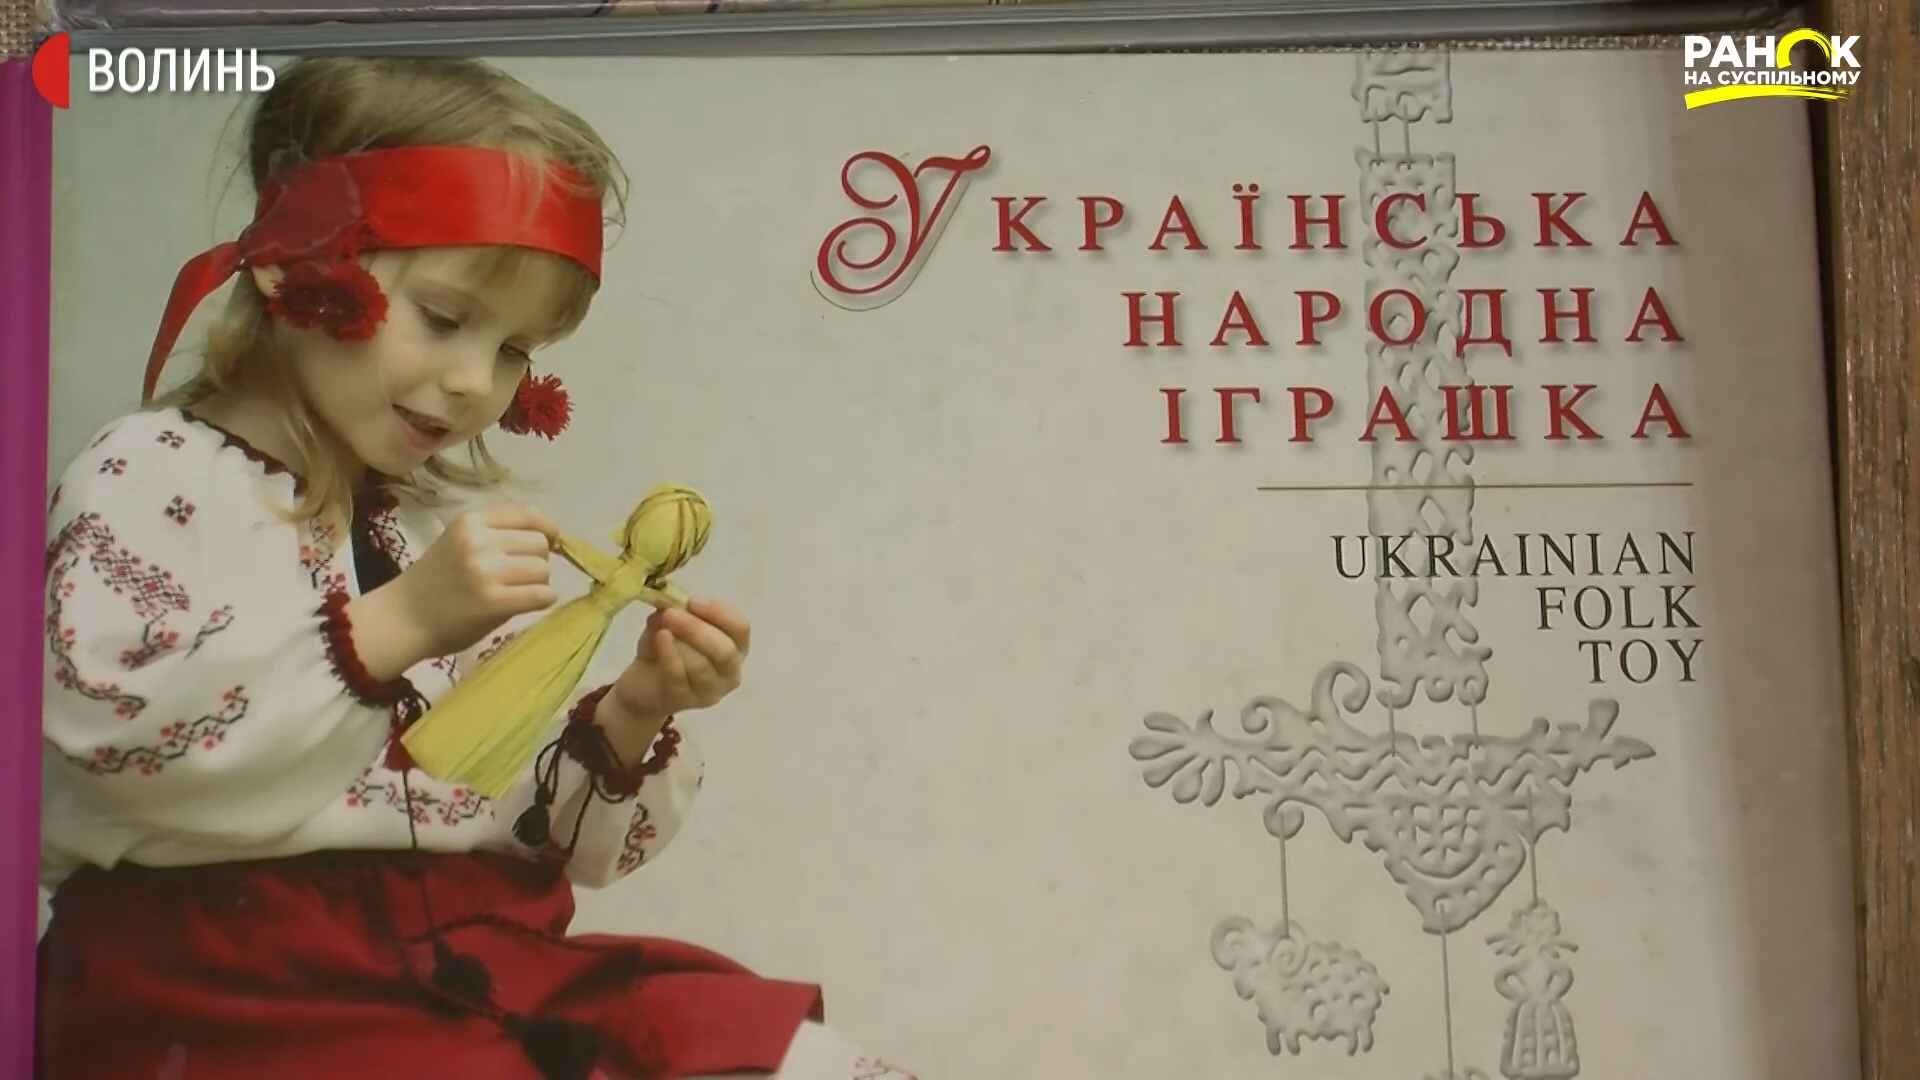 ВОЛИНЬ
РАНОК
НА СУСПІЛЬНОМУ
УКРАЇНСЬКА
НАРОДНА
ІГРАШКА
UKRAINIAN
FOLK
TOY